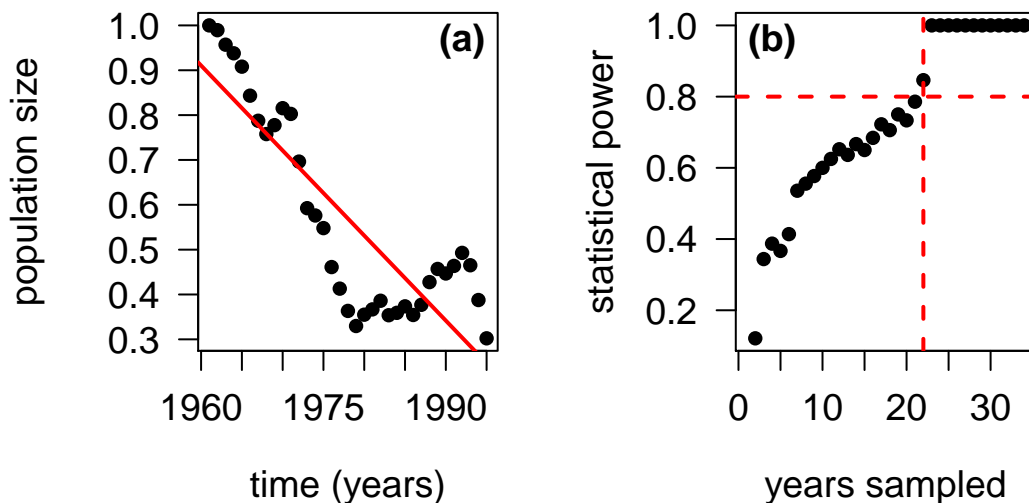 (a)
population size
1.0
0.9
0.8
0.7
0.6
0.5
0.4
0.3
1960 1975 1990
time (years)
(b)
statistical power
1.0
0.8
0.6
0.4
0.2
0 10 20 30
years sampled